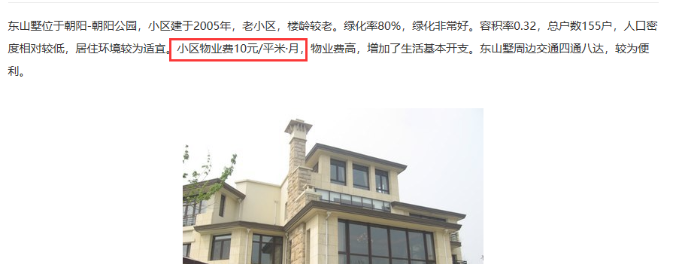 东山墅位于朝阳-朝阳公园，小区建于2005年，老小区，楼龄较老。绿化率80%，绿化非常好。容积率0.32，总户数155户，人口密
度相对较低，居住环境较为适宜。小区物业费10元/平米·月，物业费高，增加了生活基本开支。东山墅周边交通四通八达，较为便
利。